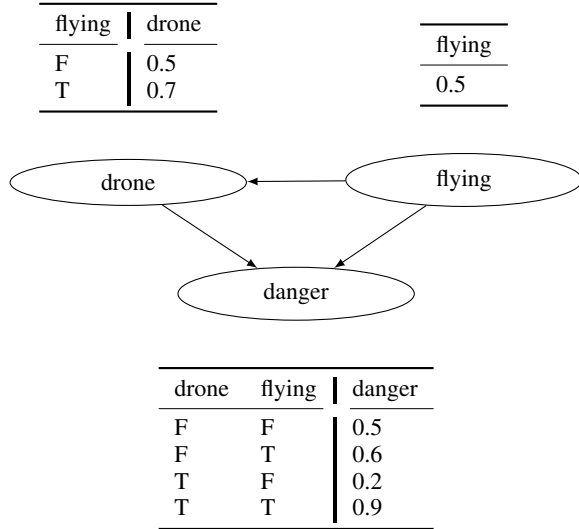 flying drone
F 0.5
T 0.7
flying
0.5
drone
flying
danger
drone flying danger
F F 0.5
F T 0.6
T F 0.2
T T 0.9